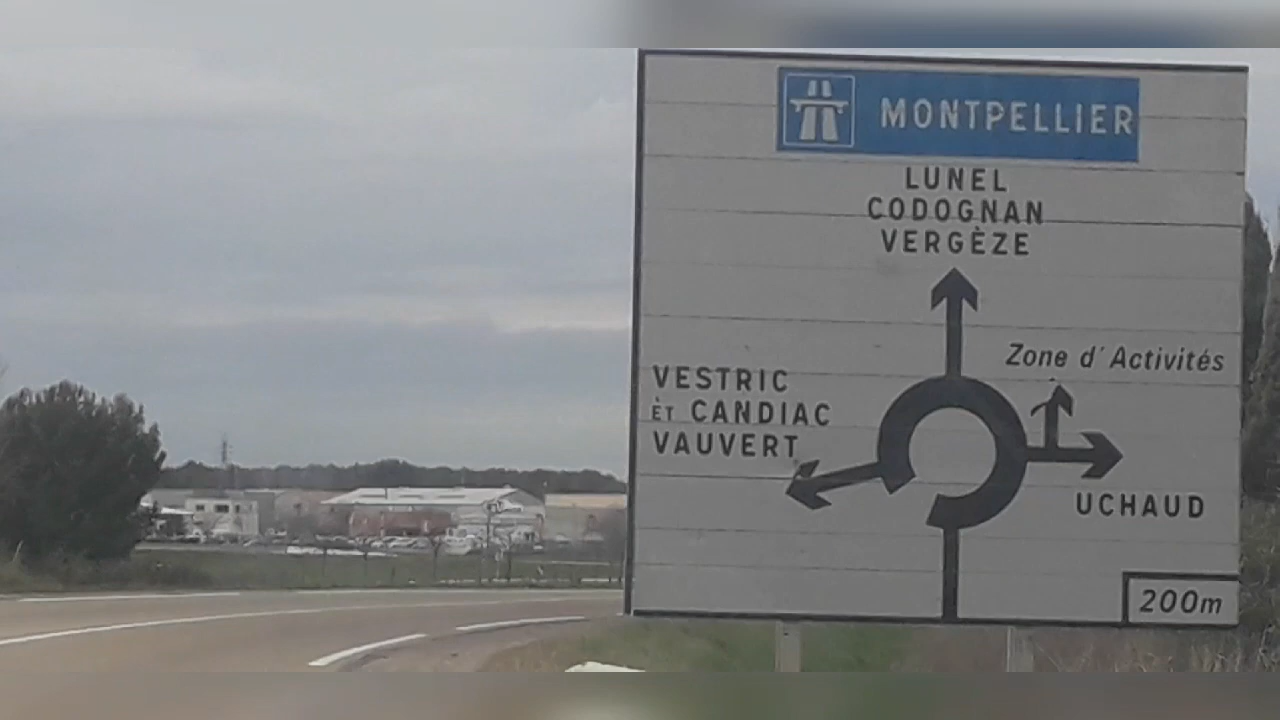 MONTPELLIER
LUNEL
CODOGNAN
VERGÈZE
Zone d'Activités
VESTRIC
ET CANDIAC
VAUVERT
UCHAUD
200m